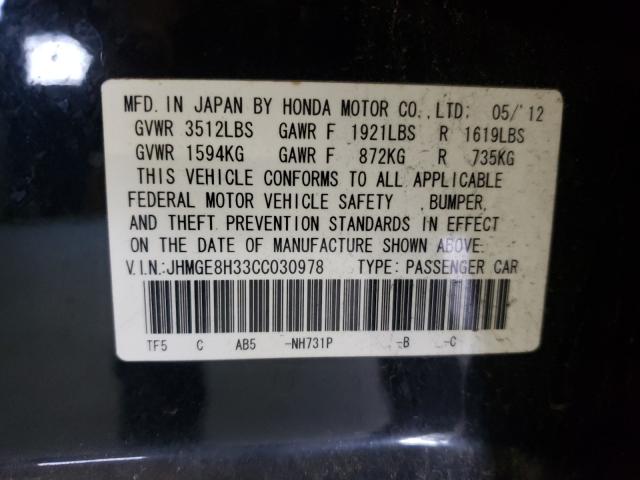 MFD. IN JAPAN BY HONDA MOTOR CO.,LTD; 05/'12
GVWR 3512LBS GAWR F 1921LBS R 1619LBS
GVWR 1594KG GAWR F 872KG R 735KG
THIS VEHICLE CONFORMS TO ALL APPLICABLE
FEDERAL MOTOR VEHICLE SAFETY ,BUMPER,
AND THEFT PREVENTION STANDARDS IN EFFECT
ON THE DATE OF MANUFACTURE SHOWN ABOVE.
V.I.N.:JHMGE8H33CC030978 TYPE: PASSENGER CAR
TF5 C AB5 -NH731P -B -C